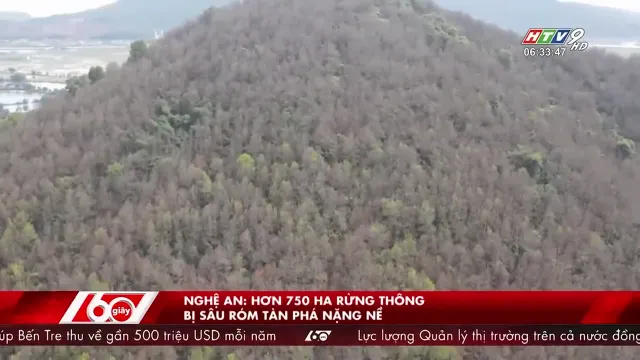 HTV9 HD
06:33:47
60 giây
NGHỆ AN: HƠN 750 HA RỪNG THÔNG
BỊ SÂU RÓM TÀN PHÁ NẶNG NỀ
úp Bến Tre thu về gần 500 triệu USD mỗi năm 60 Lực lượng Quản lý thị trường trên cả nước đồng